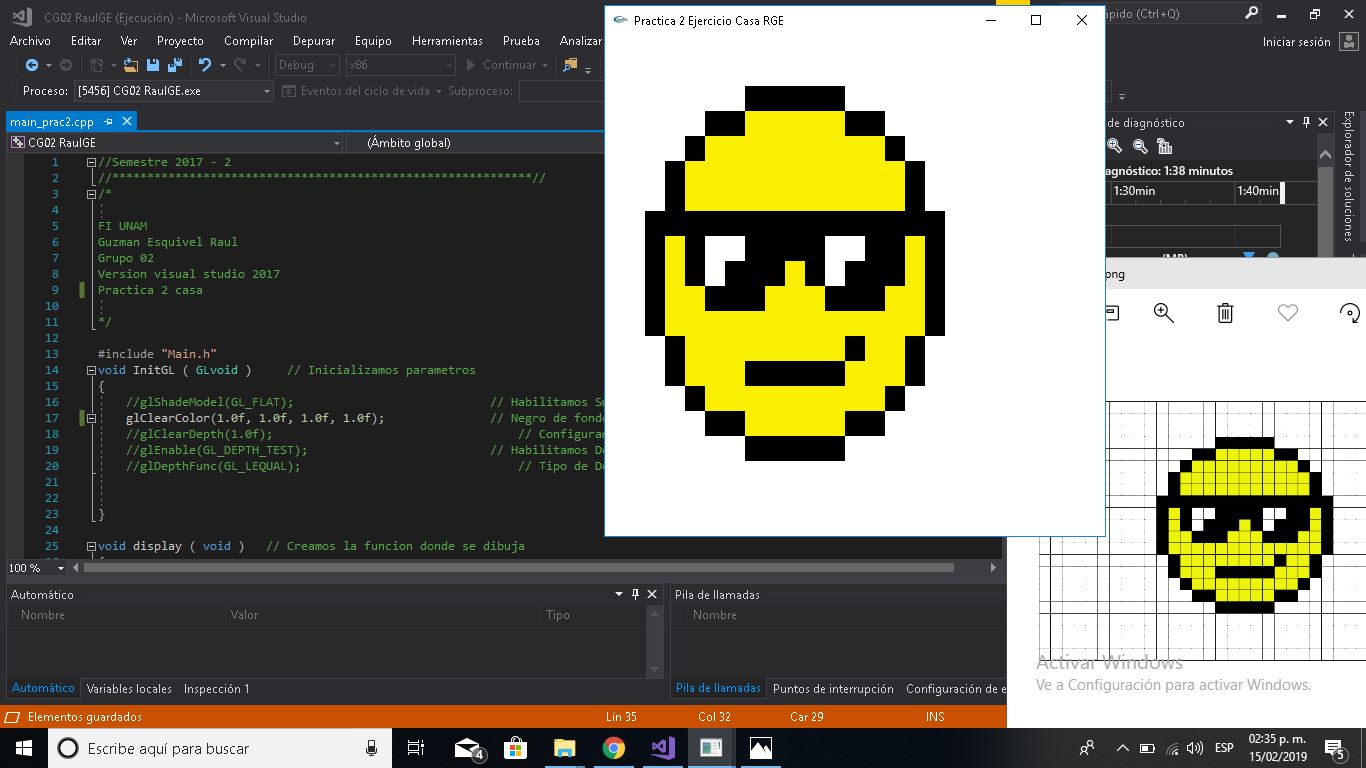 CG02 RaulGE (Ejecución) - Microsoft Visual Studio
Practica 2 Ejercicio Casa RGE
ápido (Ctrl+Q)
Archivo Editar Ver Proyecto Compilar Depurar Equipo Herramientas Prueba Analizar
Iniciar sesión
Debug x86 Continuar
Proceso: [5456] CG02 RaulGE.exe Eventos del ciclo de vida Subproceso:
main_prac2.cpp
de diagnóstico
CG02 RaulGE (Ámbito global)
Explorador de soluciones
agnóstico: 1:38 minutos
1:30min 1:40min
(MB)
.png
1 //Semestre 2017 - 2
2 //************************************************************//
3 /*
4
5 FI UNAM
6 Guzman Esquivel Raul
7 Grupo 02
8 Version visual studio 2017
9 Practica 2 casa
10
11 */
12
13 #include "Main.h"
14 void InitGL ( GLvoid )     // Inicializamos parametros
15 {
16 //glShadeModel(GL_FLAT); // Habilitamos
17 glClearColor(1.0f, 1.0f, 1.0f, 1.0f); // Negro de fondo
18 //glClearDepth(1.0f); // Configuran
19 //glEnable(GL_DEPTH_TEST); // Habilitamos
20 //glDepthFunc(GL_LEQUAL); // Tipo de
21
22
23 }
24
25 void display ( void )   // Creamos la funcion donde se dibuja
100 %
Automático
Nombre Valor Tipo
Automático Variables locales Inspección 1
Pila de llamadas
Nombre
Pila de llamadas Puntos de interrupción Configuración de e
Activar Windows
Ve a Configuración para activar Windows.
Elementos guardados Lín 35 Col 32 Car 29 INS
Escribe aquí para buscar
4
ESP
02:35 p. m.
15/02/2019
5